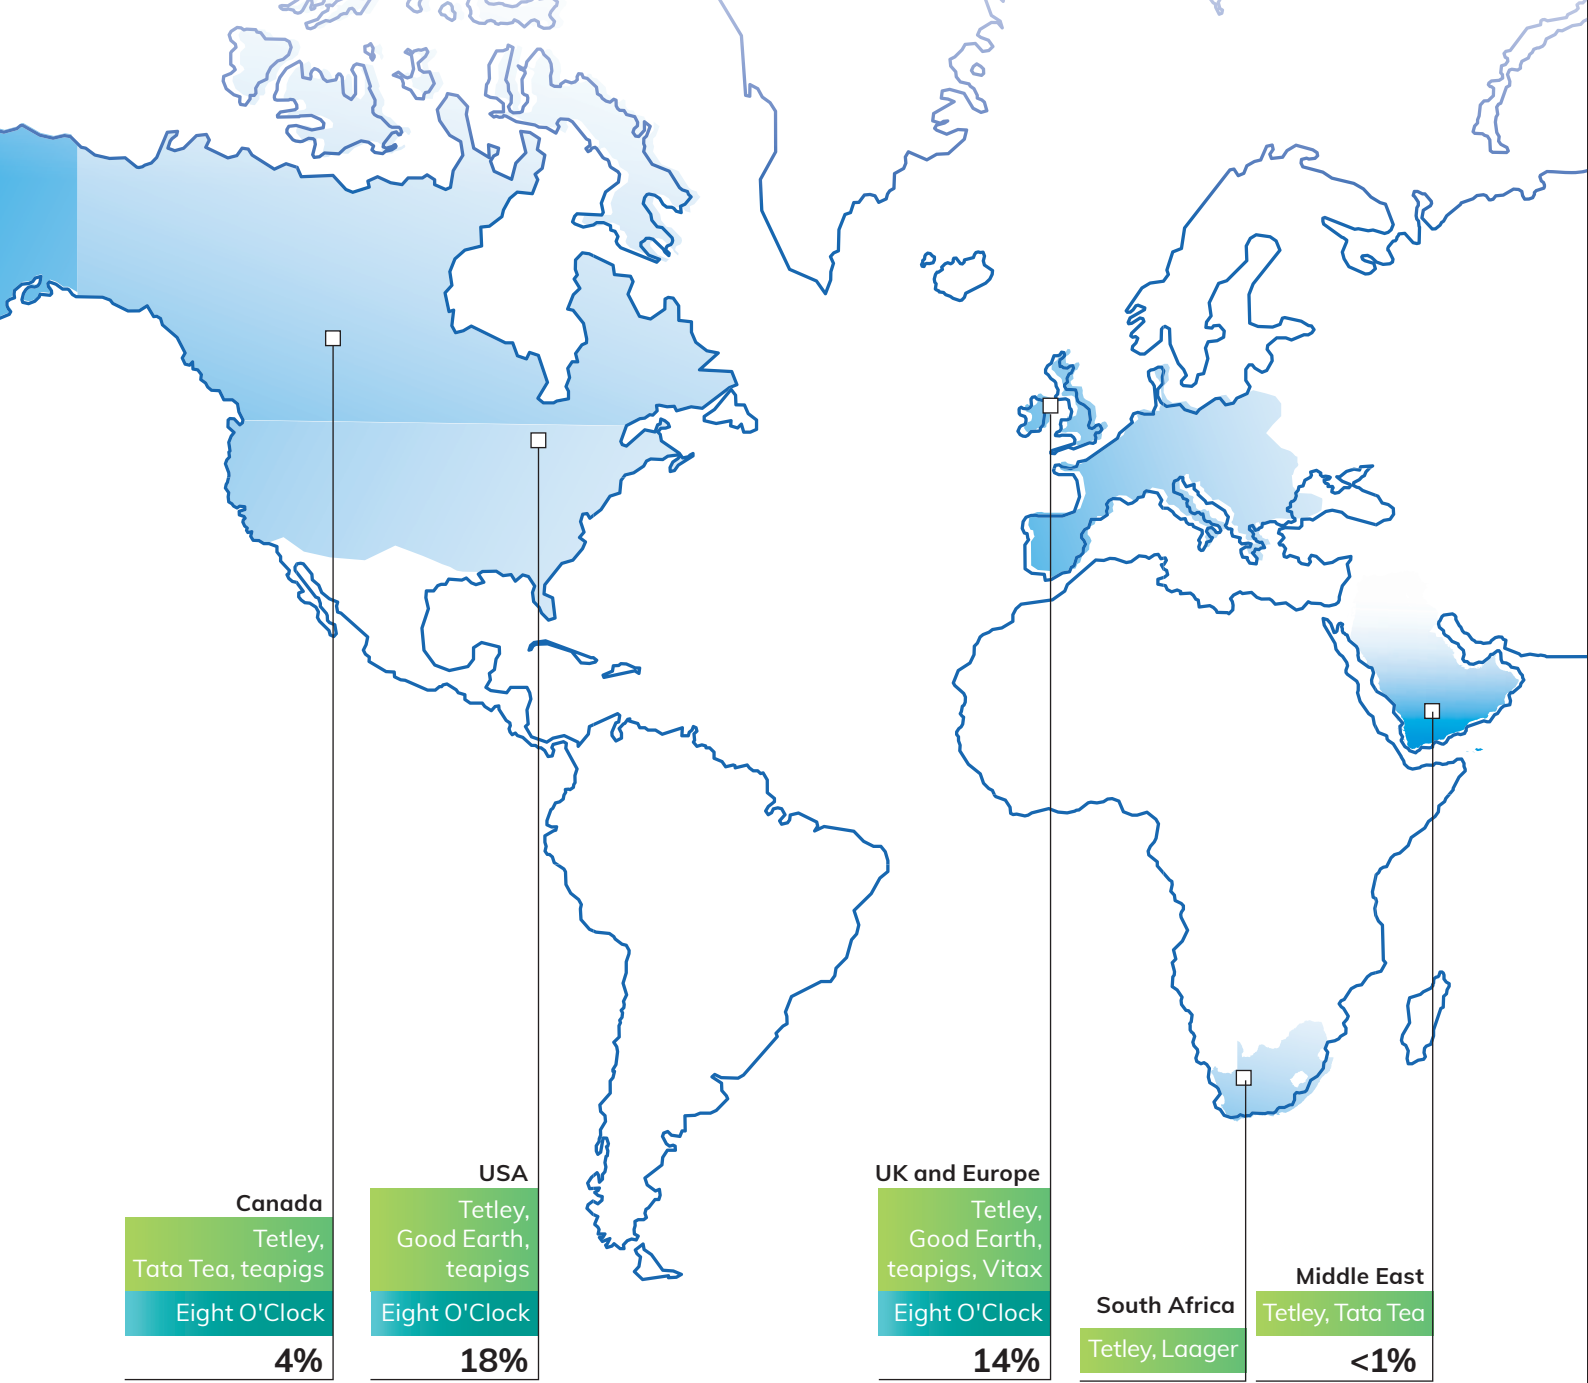 Canada
Tetley,
Tata Tea, teapigs
Eight O'Clock
4%
USA
Tetley,
Good Earth,
teapigs
Eight O'Clock
18%
UK and Europe
Tetley,
Good Earth,
teapigs, Vitax
Eight O'Clock
14%
South Africa
Tetley, Laager
Middle East
Tetley, Tata Tea
<1%